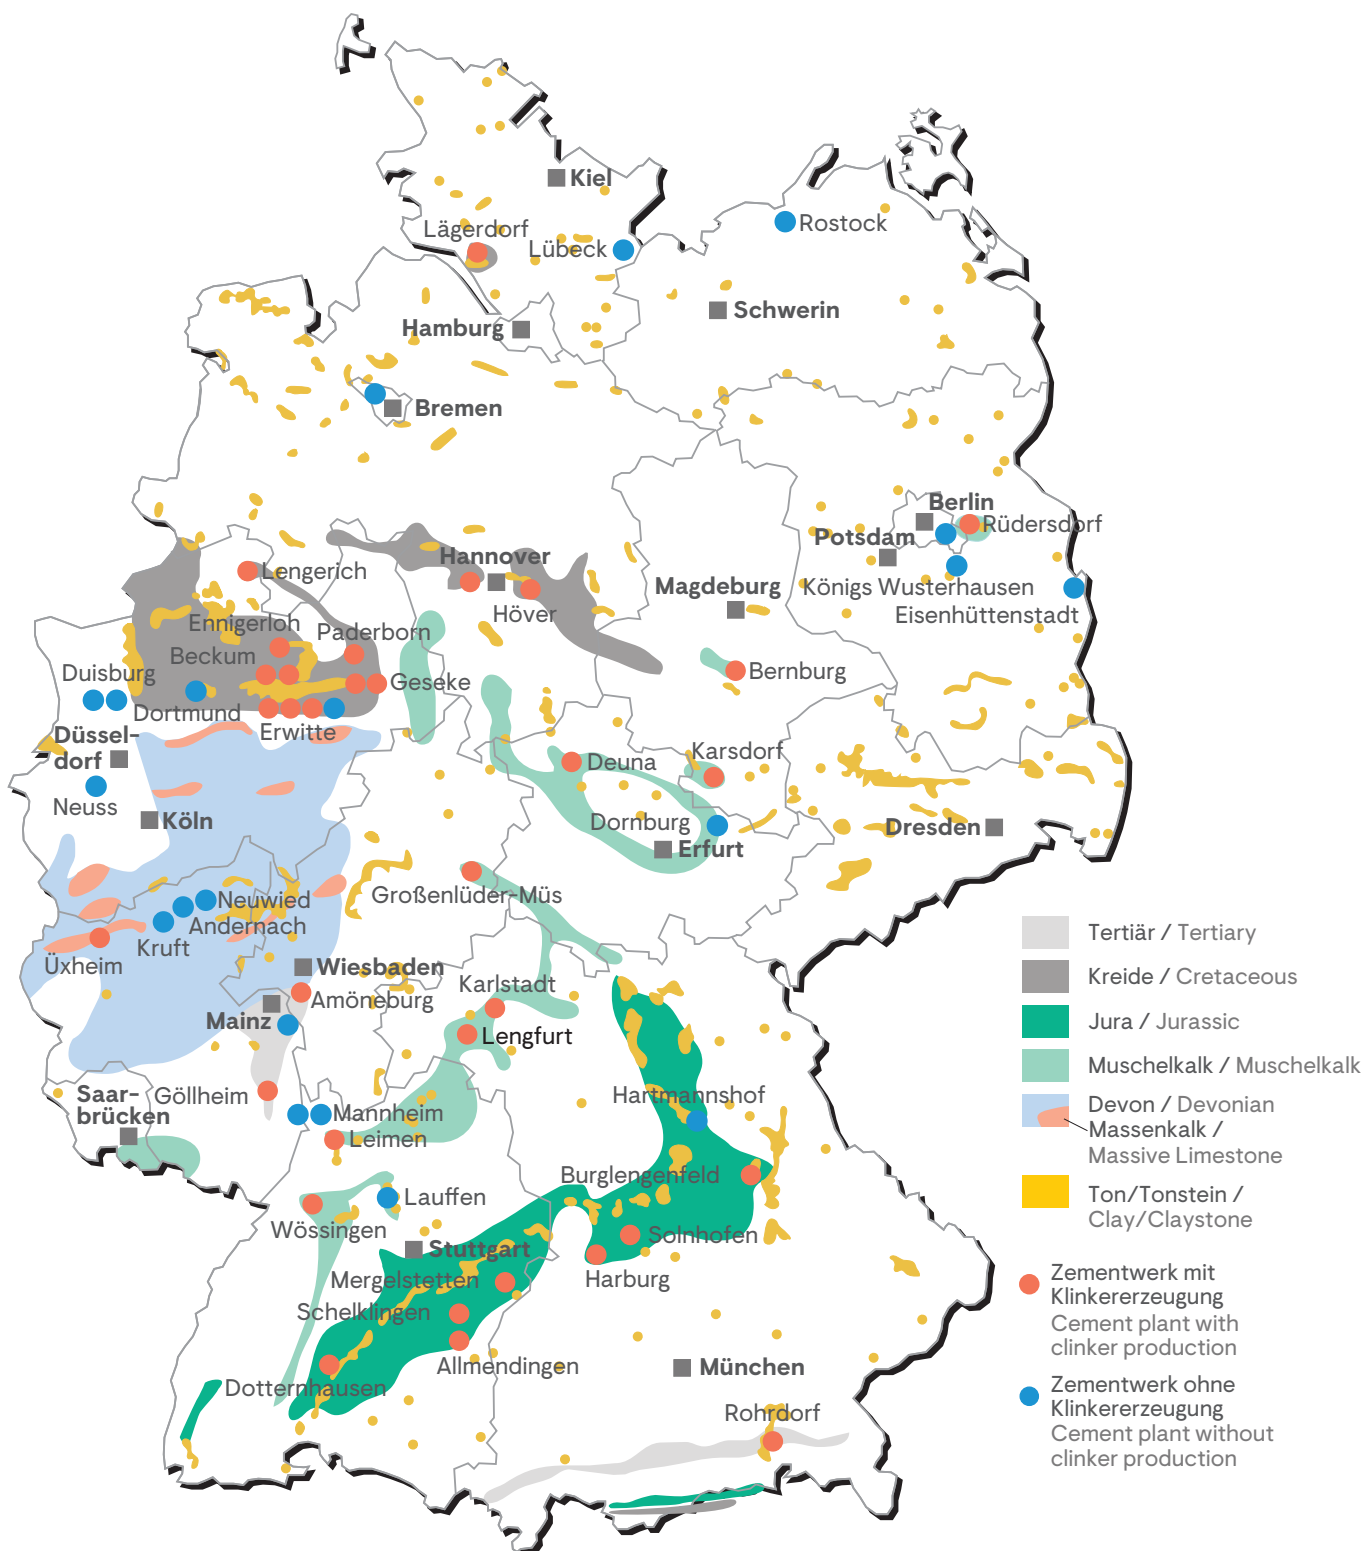 Kiel
Rostock
Lägerdorf
Lübeck
Schwerin
Hamburg
Bremen
Berlin
Rüdersdorf
Potsdam
Hannover
Königs Wusterhausen
Lengerich
Magdeburg
Höver
Eisenhüttenstadt
Ennigerloh
Paderborn
Beckum
Duisburg
Bernburg
Geseke
Dortmund
Erwitte
Düssel-
dorf
Karsdorf
Deuna
Neuss
Köln
Dornburg
Dresden
Erfurt
Großenlüder-Müs
Neuwied
Andernach
Kruft
Üxheim
Wiesbaden
Karlstadt
Amöneburg
Mainz
Lengfurt
Saar-
brücken
Göllheim
Hartmannshof
Mannheim
Leimen
Burglengenfeld
Lauffen
Wössingen
Solnhofen
Stuttgart
Mergelstetten
Harburg
Schelklingen
Allmendingen
München
Dotternhausen
Rohrdorf
Tertiär / Tertiary
Kreide / Cretaceous
Jura / Jurassic
Muschelkalk / Muschelkalk
Devon / Devonian
Massenkalk /
Massive Limestone
Ton/Tonstein /
Clay/Claystone
Zementwerk mit
Klinkererzeugung
Cement plant with
clinker production
Zementwerk ohne
Klinkererzeugung
Cement plant without
clinker production